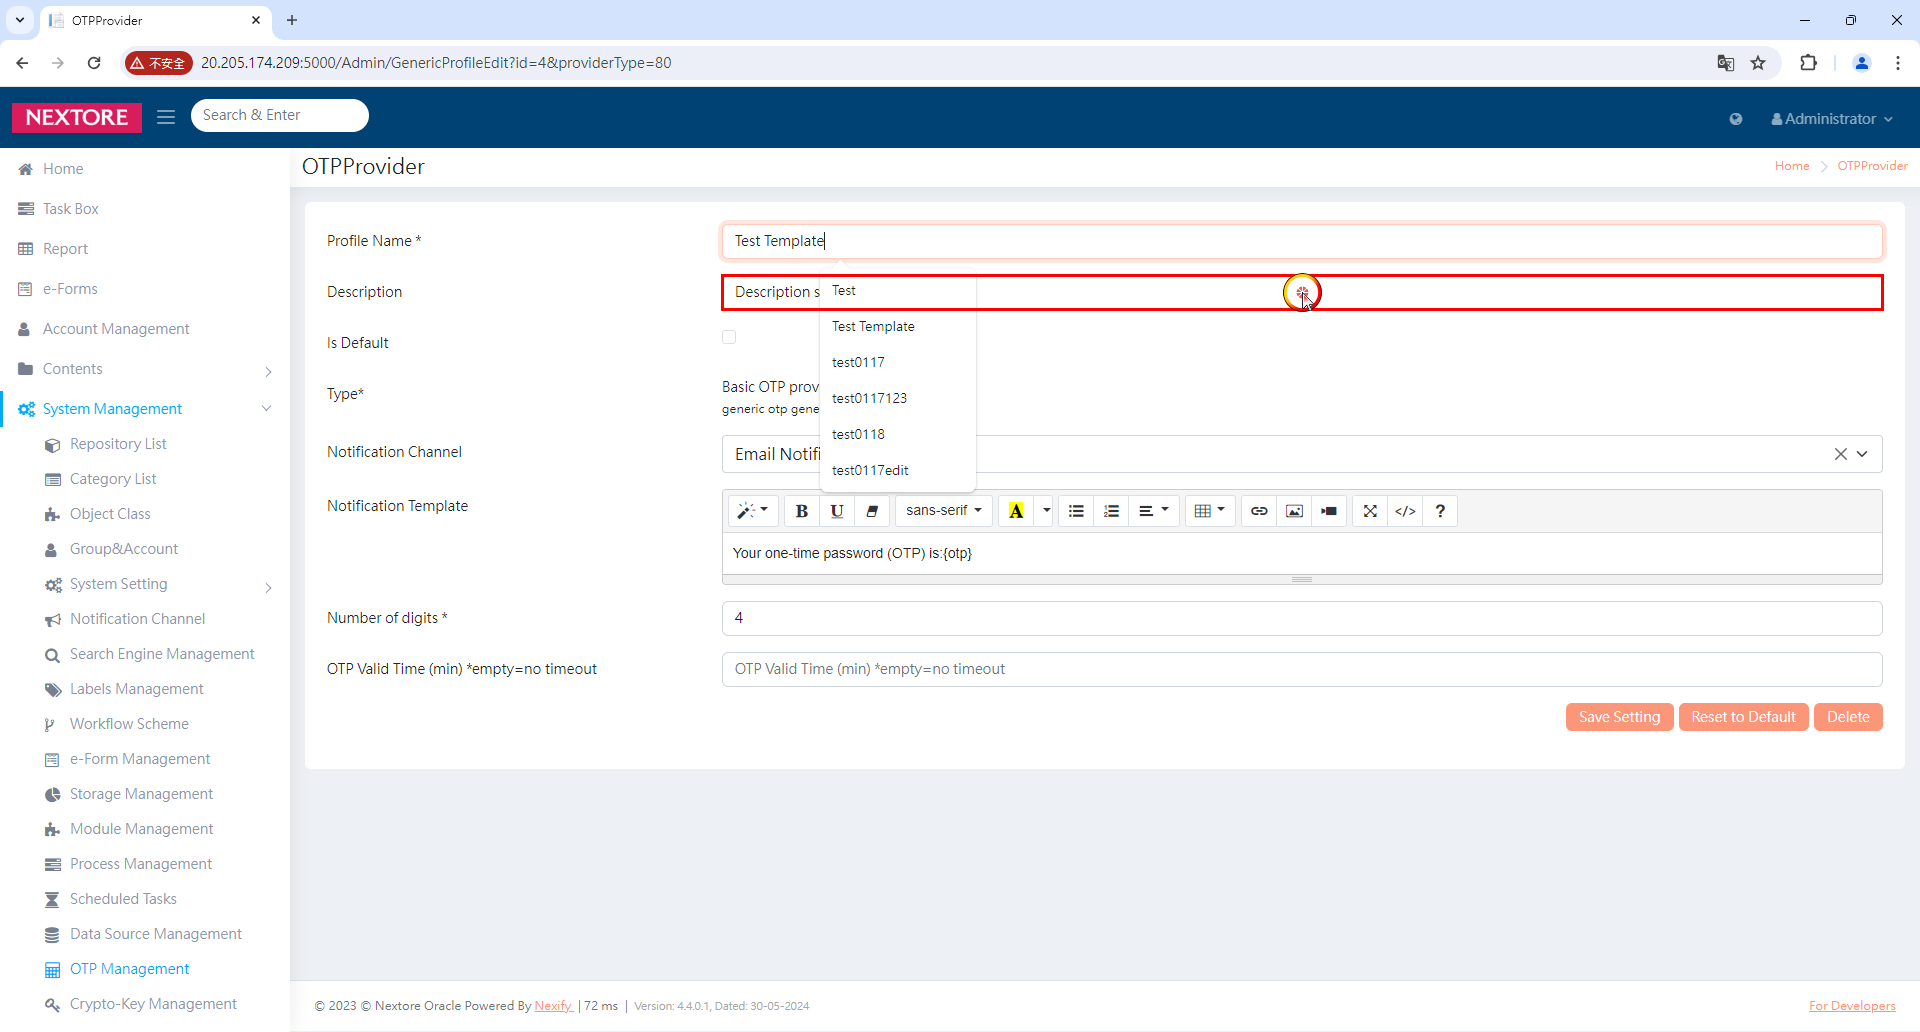 OTPProvider
不安全
20.205.174.209:5000/Admin/GenericProfileEdit?id=4&providerType=80
NEXTORE
Search & Enter
Administrator
OTPProvider
Home
OTPProvider
Home
Task Box
Report
e-Forms
Account Management
Contents
System Management
Repository List
Category List
Object Class
Group&Account
System Setting
Notification Channel
Search Engine Management
Labels Management
Workflow Scheme
e-Form Management
Storage Management
Module Management
Process Management
Scheduled Tasks
Data Source Management
OTP Management
Crypto-Key Management
Profile Name *
Test Template
Description
Description s
Test
Test Template
test0117
test0117123
test0118
test0117edit
Is Default
Type*
Basic OTP prov
generic otp gene
Notification Channel
Email Notifi
Notification Template
B U sans-serif A </> ?
Your one-time password (OTP) is:{otp}
Number of digits *
4
OTP Valid Time (min) *empty=no timeout
OTP Valid Time (min) *empty=no timeout
Save Setting
Reset to Default
Delete
© 2023 © Nextore Oracle Powered By Nexify | 72 ms | Version: 4.4.0.1, Dated: 30-05-2024
For Developers